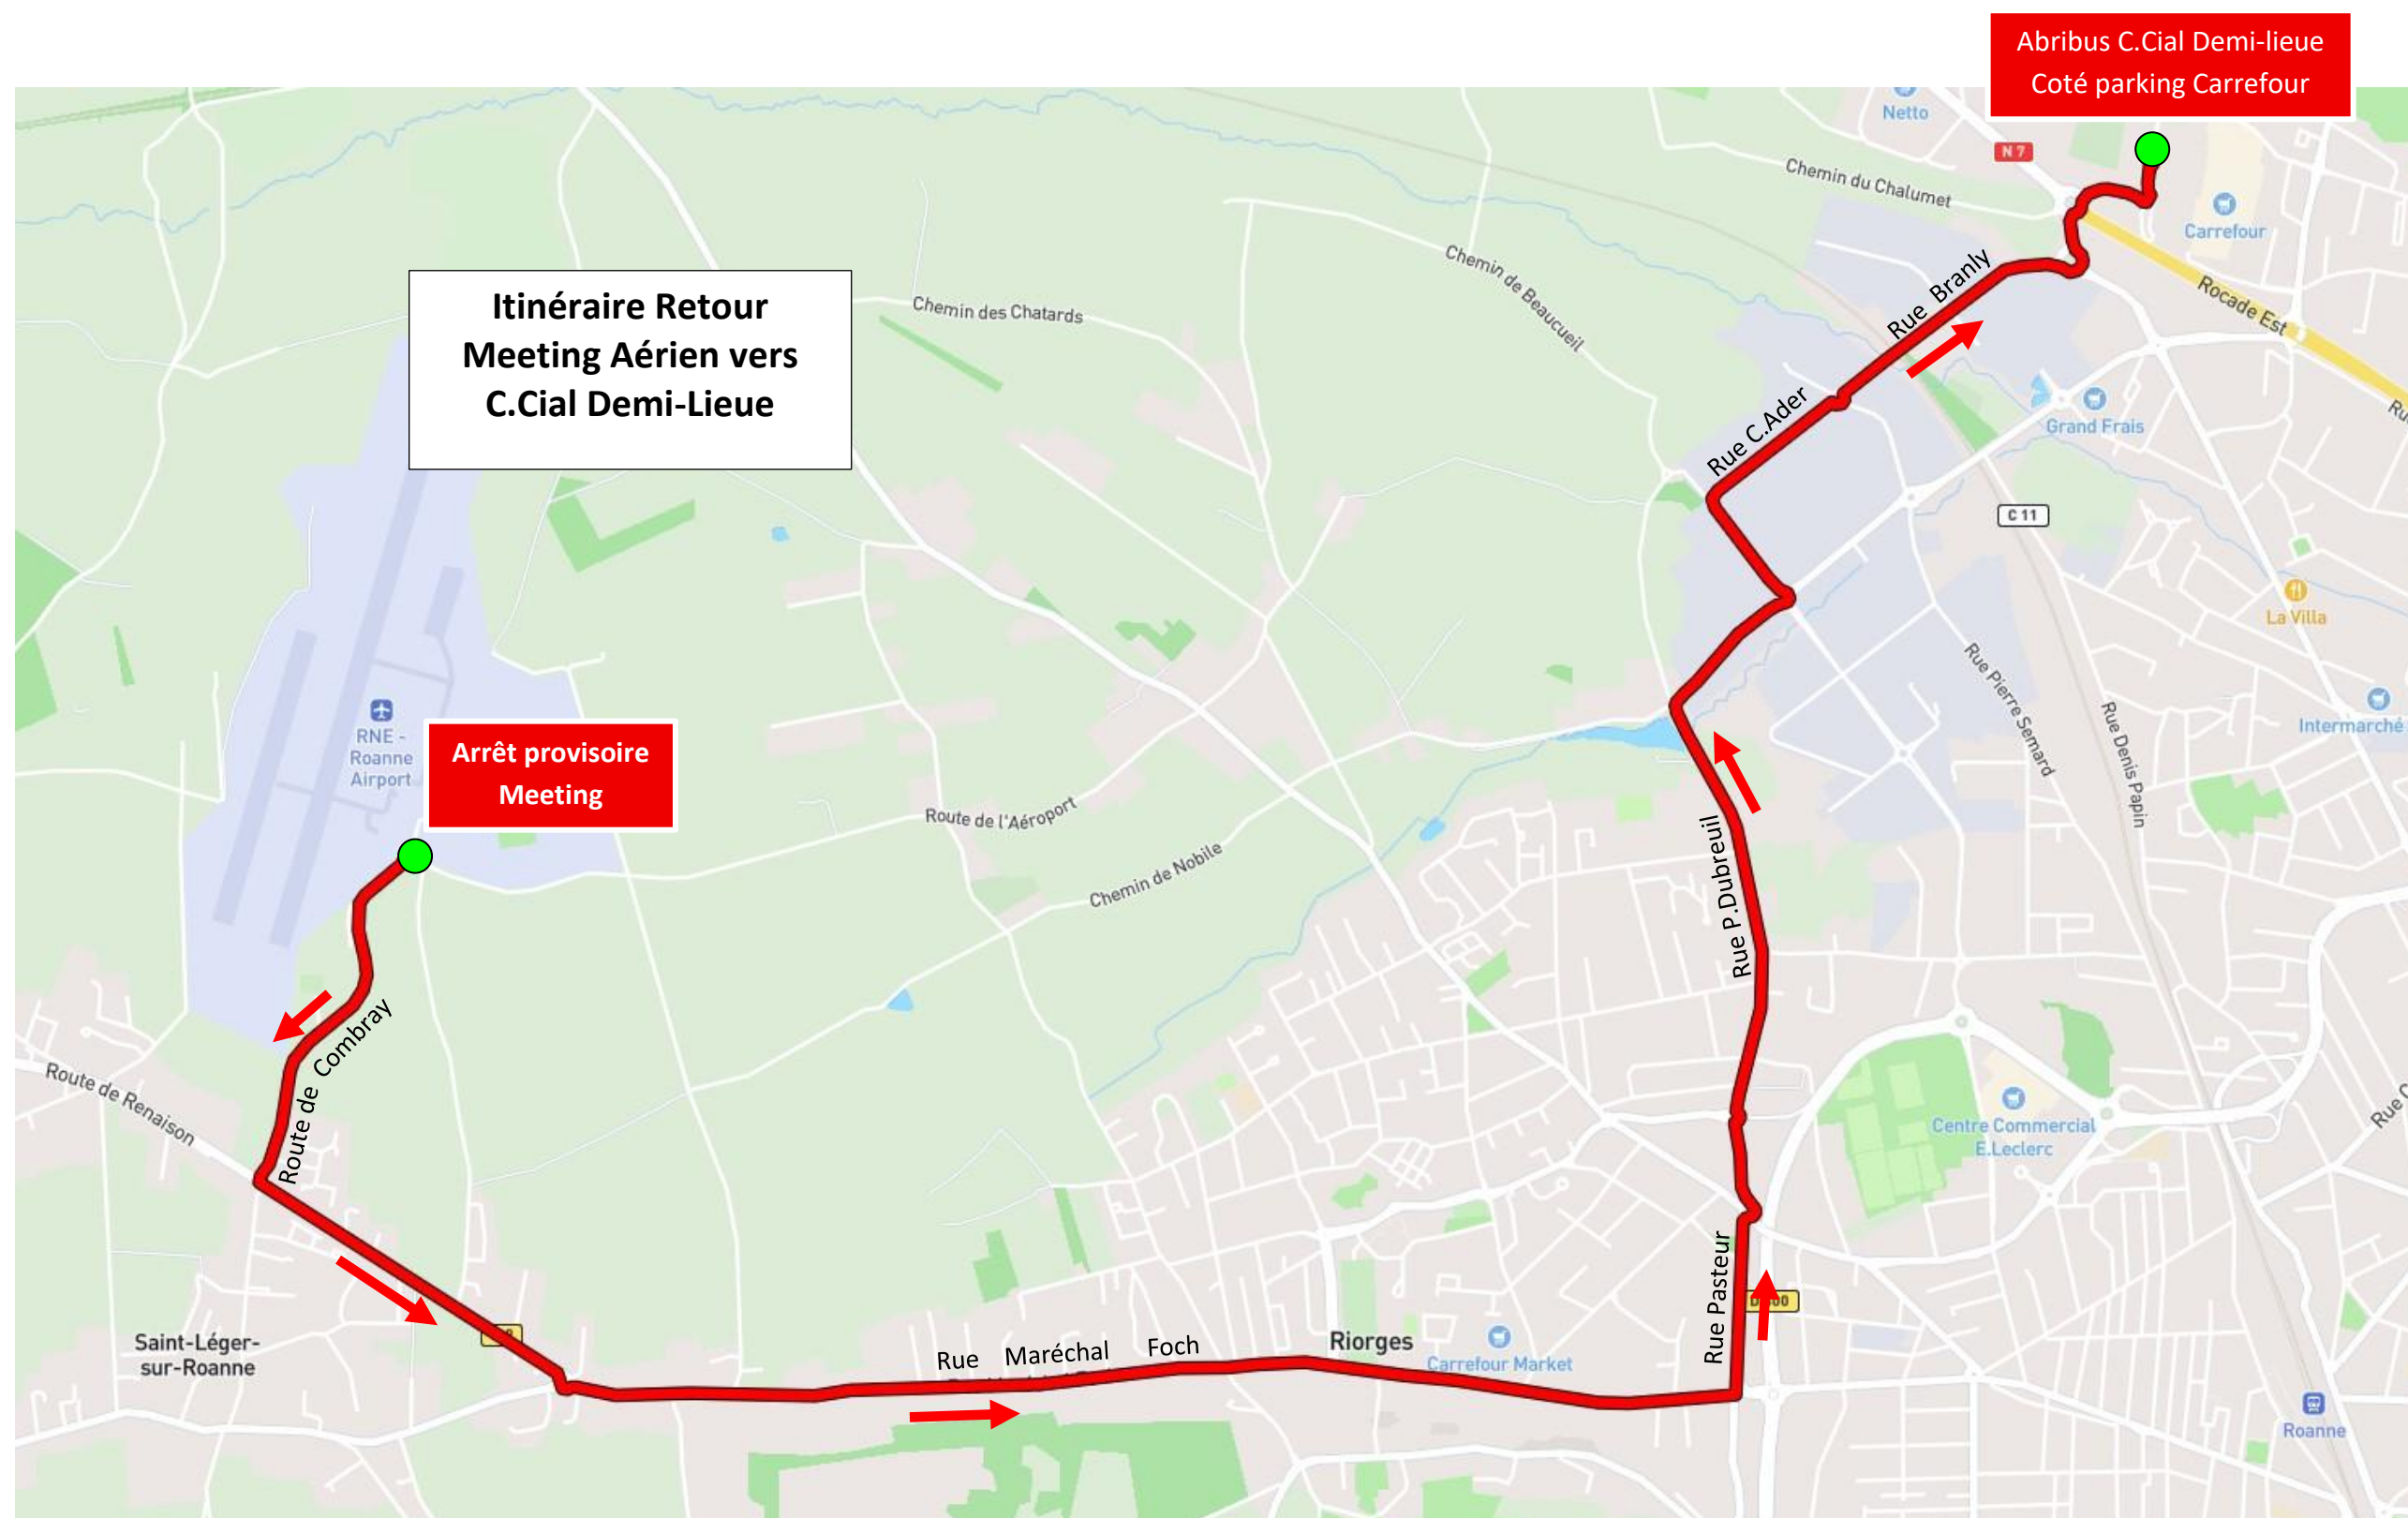 Abribus C.Cial Demi-lieue
Coté parking Carrefour
Netto
N 7
Chemin du Chalumet
Carrefour
Rocade Est
Itinéraire Retour
Meeting Aérien vers
C.Cial Demi-Lieue
Chemin des Chatards
Chemin de Beaucueil
Rue Branly
Rue C.Ader
Grand Frais
C 11
La Villa
Rue Pierre Semard
Rue Denis Papin
Intermarché
RNE -
Roanne
Airport
Arrêt provisoire
Meeting
Route de l'Aéroport
Chemin de Nobile
Rue P.Dubreuil
Route de Combray
Route de Renaison
Centre Commercial
E.Leclerc
Rue Pasteur
Saint-Léger-
sur-Roanne
Rue Maréchal Foch
Riorges
Carrefour Market
Roanne